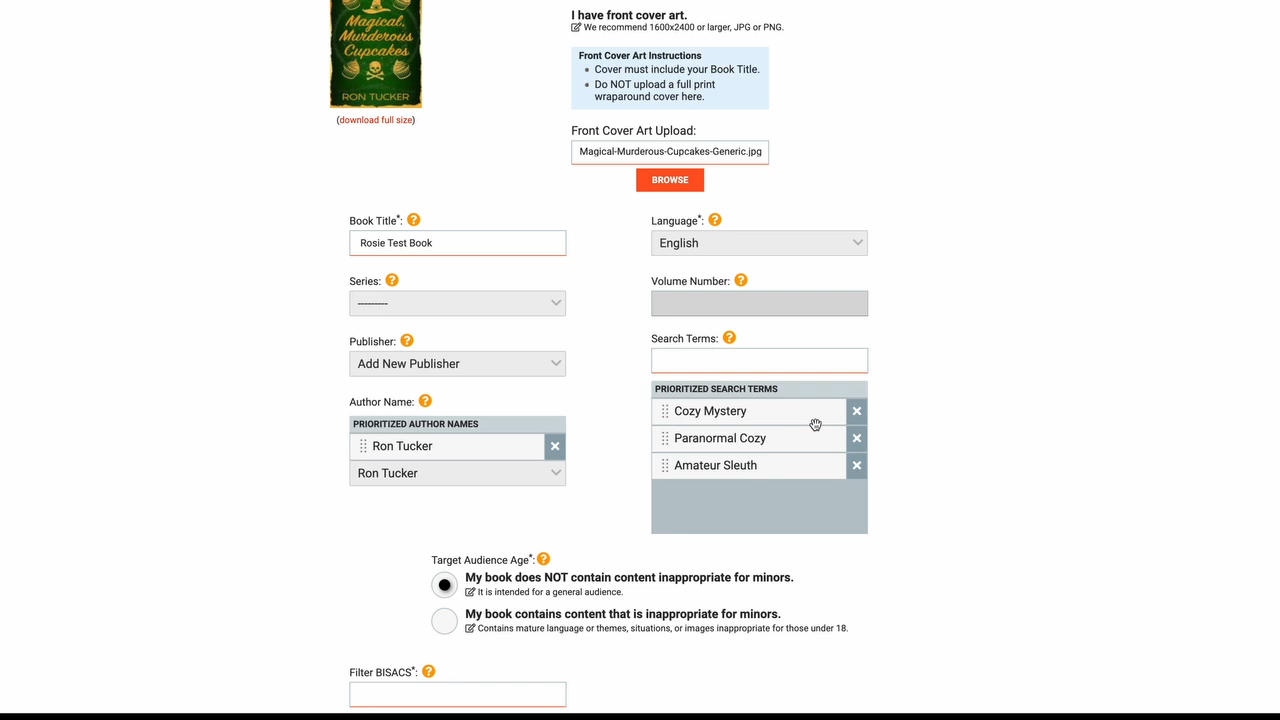 Magical,
Murderous
Cupcakes
RON TUCKER
(download full size)
I have front cover art.
We recommend 1600x2400 or larger, JPG or PNG.
Front Cover Art Instructions
Cover must include your Book Title.
Do NOT upload a full print
wraparound cover here.
Front Cover Art Upload:
Magical-Murderous-Cupcakes-Generic.jpg
BROWSE
Book Title*: ?
Rosie Test Book
Language*: ?
English
Series: ?
---------
Volume Number: ?
Publisher: ?
Add New Publisher
Search Terms: ?
PRIORITIZED SEARCH TERMS
Cozy Mystery
Paranormal Cozy
Amateur Sleuth
Author Name: ?
PRIORITIZED AUTHOR NAMES
Ron Tucker
Ron Tucker
Target Audience Age*: ?
My book does NOT contain content inappropriate for minors.
It is intended for a general audience.
My book contains content that is inappropriate for minors.
Contains mature language or themes, situations, or images inappropriate for those under 18.
Filter BISACS*: ?